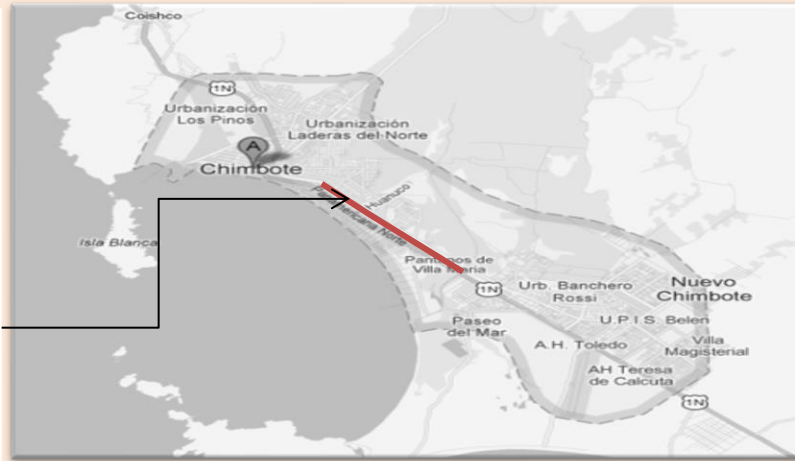 Coishco
1N
Urbanización
Los Pinos
Urbanización
Laderas del Norte
A
Chimbote
Huanuco
Panamericana Norte
Isla Blanca
Pantanos de
Villa Maria
1N
Urb. Banchero
Rossi
Nuevo
Chimbote
Paseo
del Mar
U.P.I.S. Belen
A.H. Toledo
Villa
Magisterial
AH Teresa
de Calcuta
1N